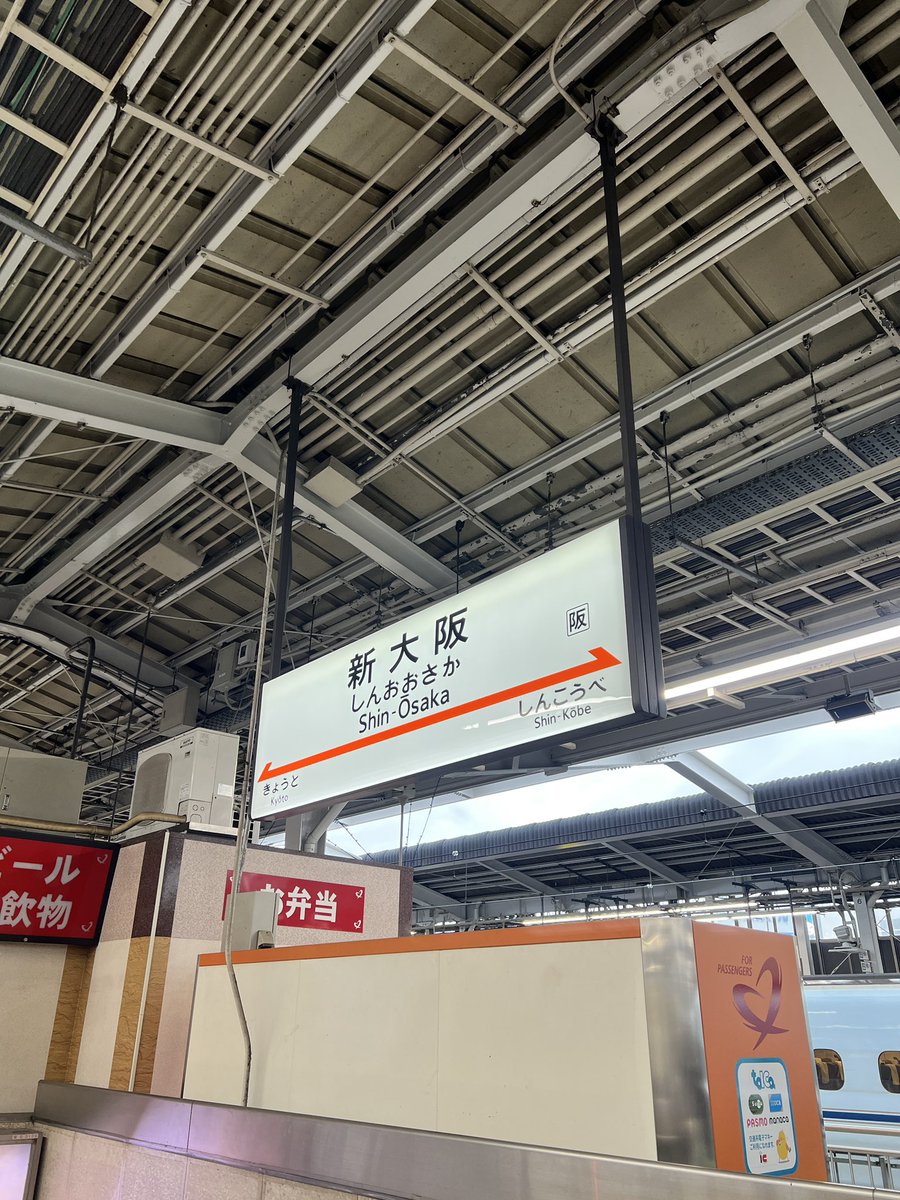 新大阪
阪
しんおおさか
Shin-Ōsaka
しんこうべ
Shin-Kōbe
きょうと
Kyōto
ビール
飲物
お弁当
FOR
PASSENGERS
PASMO manaca